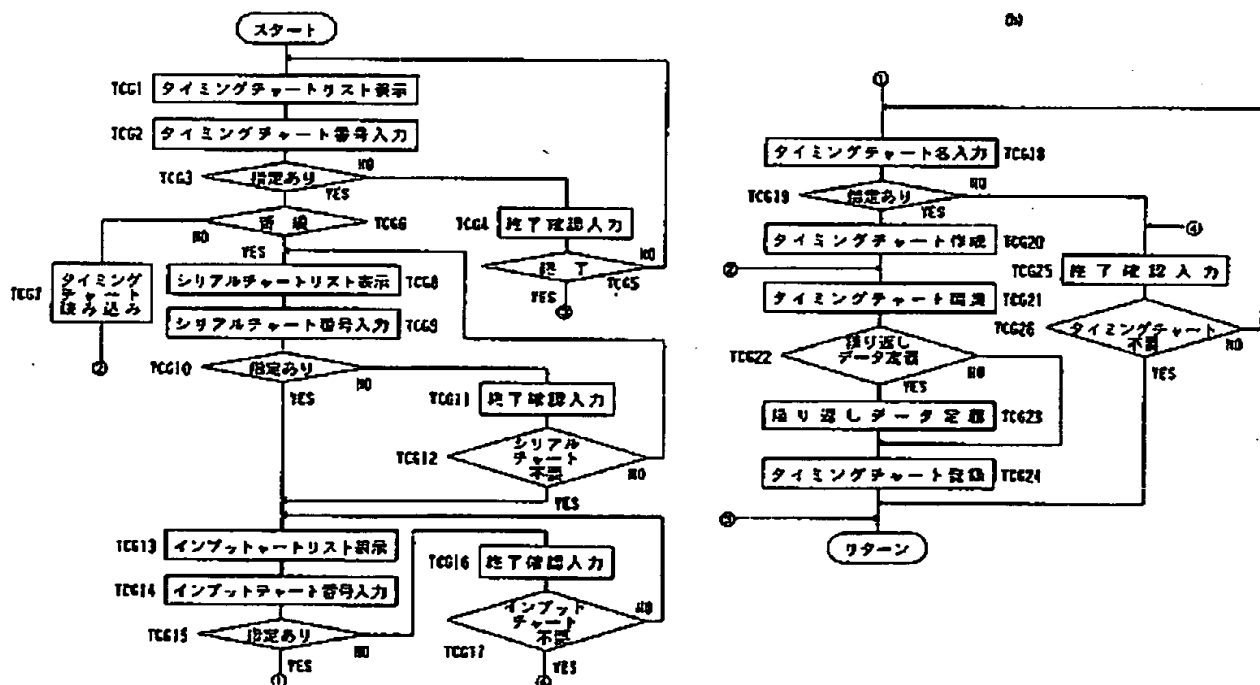 スタート
TCG1 タイミングチャートリスト表示
TCG2 タイミングチャート番号入力
TCG3 指定あり NO
YES
TCG6
NO
YES
TCG4 終了確認入力
終了 NO
TCG5
YES
③
TCG7 タイミング
チャート
読み込み
②
シリアルチャートリスト表示 TCG8
シリアルチャート番号入力 TCG9
TCG10 指定あり NO
YES
TCG11 終了確認入力
TCG12 シリアル
チャート
不要 NO
YES
TCG13 インプットャートリスト表示
TCG14 インプットチャート番号入力
TCG15 指定あり NO
YES
①
TCG16 終了確認入力
インプット NO
チャート
不要
TCG17
YES
④
(b)
①
タイミングチャート名入力 TCG18
TCG19 指定あり NO
YES
タイミングチャート作成 TCG20
②
タイミングチャート TCG21
繰り返し
TCG22 データ定義 NO
YES
繰り返しデータ定義 TCG23
タイミングチャート登録 TCG24
③
リターン
④
TCG25 終了確認入力
TCG26 タイミングチャート
不要 NO
YES